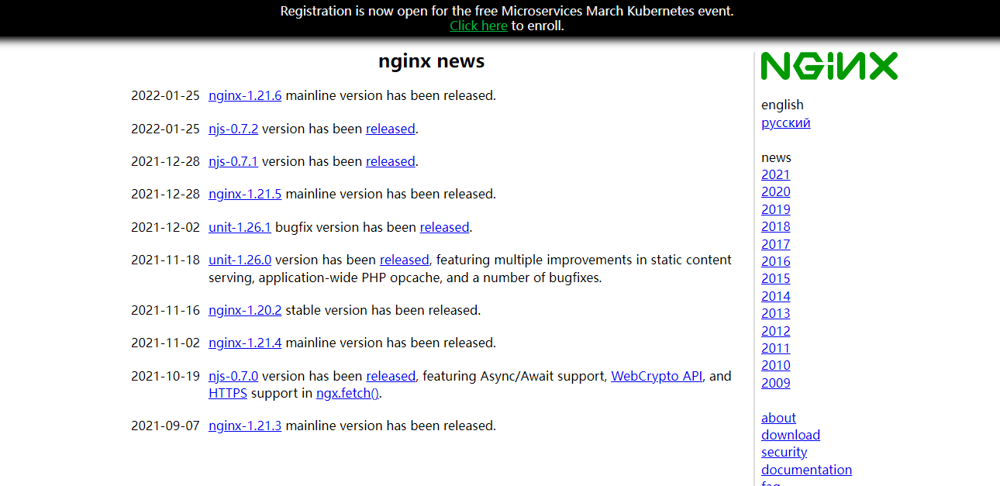 Registration is now open for the free Microservices March Kubernetes event.
Click here to enroll.
nginx news
2022-01-25 nginx-1.21.6 mainline version has been released.
2022-01-25 njs-0.7.2 version has been released.
2021-12-28 njs-0.7.1 version has been released.
2021-12-28 nginx-1.21.5 mainline version has been released.
2021-12-02 unit-1.26.1 bugfix version has been released.
2021-11-18 unit-1.26.0 version has been released, featuring multiple improvements in static content
serving, application-wide PHP opcache, and a number of bugfixes.
2021-11-16 nginx-1.20.2 stable version has been released.
2021-11-02 nginx-1.21.4 mainline version has been released.
2021-10-19 njs-0.7.0 version has been released, featuring Async/Await support, WebCrypto API, and
HTTPS support in ngx.fetch().
2021-09-07 nginx-1.21.3 mainline version has been released.
NGiNX
english
русский
news
2021
2020
2019
2018
2017
2016
2015
2014
2013
2012
2011
2010
2009
about
download
security
documentation